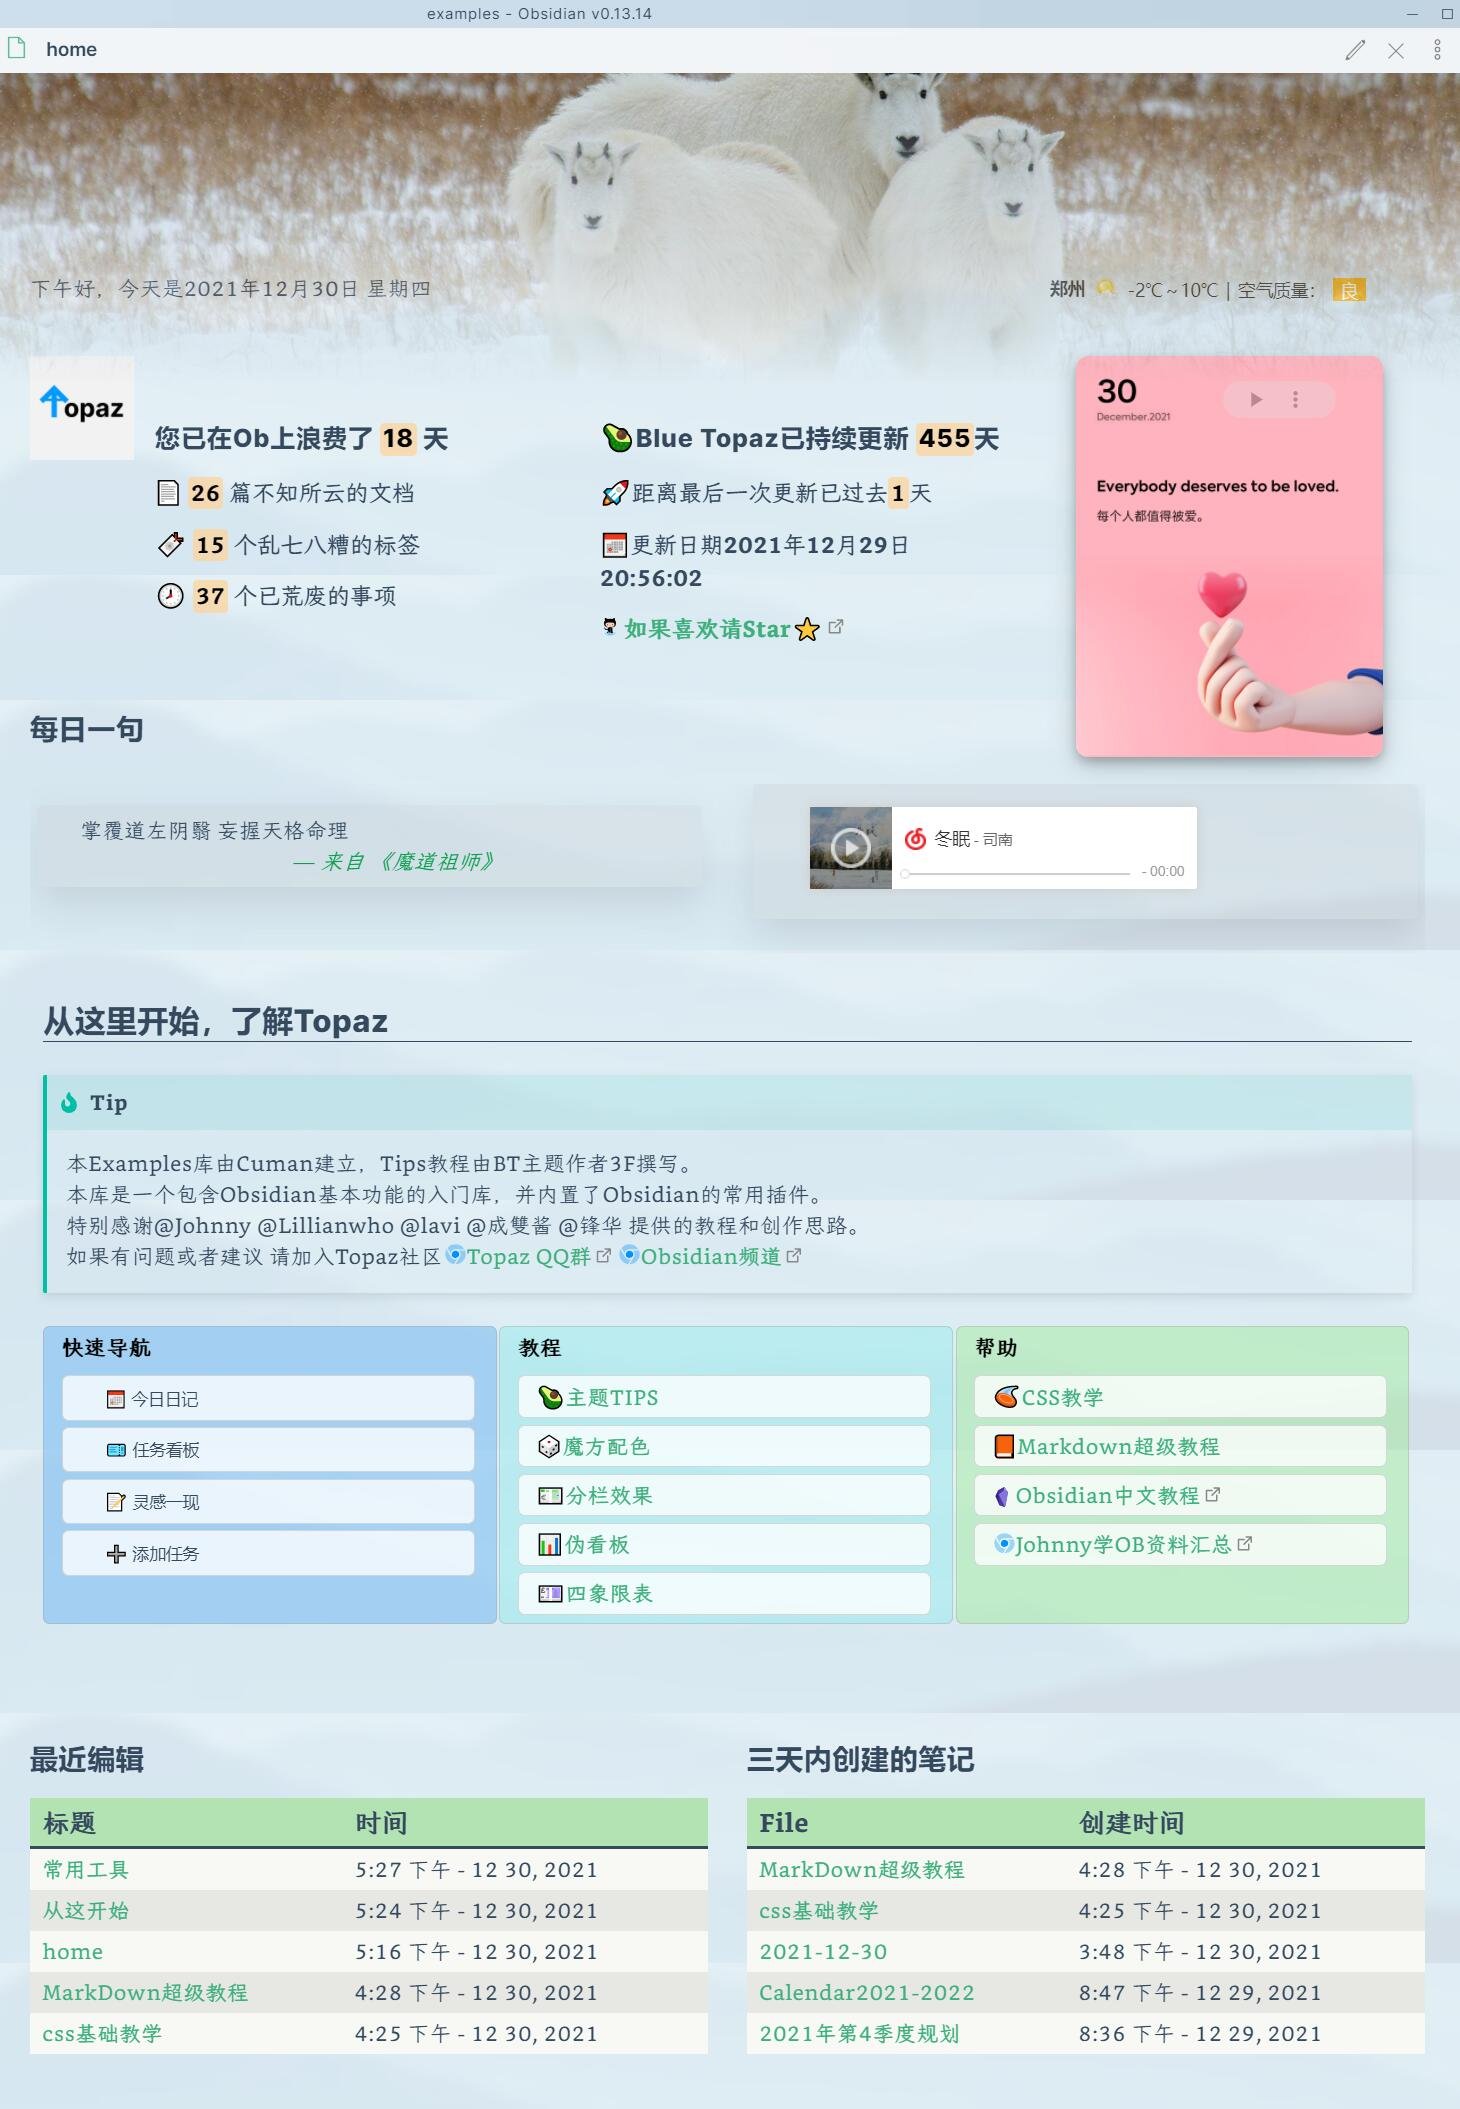 examples - Obsidian v0.13.14
home
下午好，今天是2021年12月30日 星期四
郑州 -2℃ ~ 10℃ | 空气质量： 良
Topaz
您已在Ob上浪费了 18 天
26 篇不知所云的文档
15 个乱七八糟的标签
37 个已荒废的事项
Blue Topaz已持续更新 455天
距离最后一次更新已过去1天
更新日期2021年12月29日
20:56:02
如果喜欢请Star
30
December.2021
Everybody deserves to be loved.
每个人都值得被爱。
每日一句
掌覆道左阴翳 妄握天格命理
— 来自 《魔道祖师》
冬眠 - 司南
- 00:00
从这里开始，了解Topaz
Tip
本Examples库由Cuman建立，Tips教程由BT主题作者3F撰写。
本库是一个包含Obsidian基本功能的入门库，并内置了Obsidian的常用插件。
特别感谢@Johnny @Lillianwho @lavi @成雙酱 @锋华 提供的教程和创作思路。
如果有问题或者建议 请加入Topaz社区Topaz QQ群 Obsidian频道
快速导航
今日日记
任务看板
灵感一现
添加任务
教程
主题TIPS
魔方配色
分栏效果
伪看板
四象限表
帮助
CSS教学
Markdown超级教程
Obsidian中文教程
Johnny学OB资料汇总
最近编辑
标题 时间
常用工具 5:27 下午 - 12 30, 2021
从这开始 5:24 下午 - 12 30, 2021
home 5:16 下午 - 12 30, 2021
MarkDown超级教程 4:28 下午 - 12 30, 2021
css基础教学 4:25 下午 - 12 30, 2021
三天内创建的笔记
File 创建时间
MarkDown超级教程 4:28 下午 - 12 30, 2021
css基础教学 4:25 下午 - 12 30, 2021
2021-12-30 3:48 下午 - 12 30, 2021
Calendar2021-2022 8:47 下午 - 12 29, 2021
2021年第4季度规划 8:36 下午 - 12 29, 2021